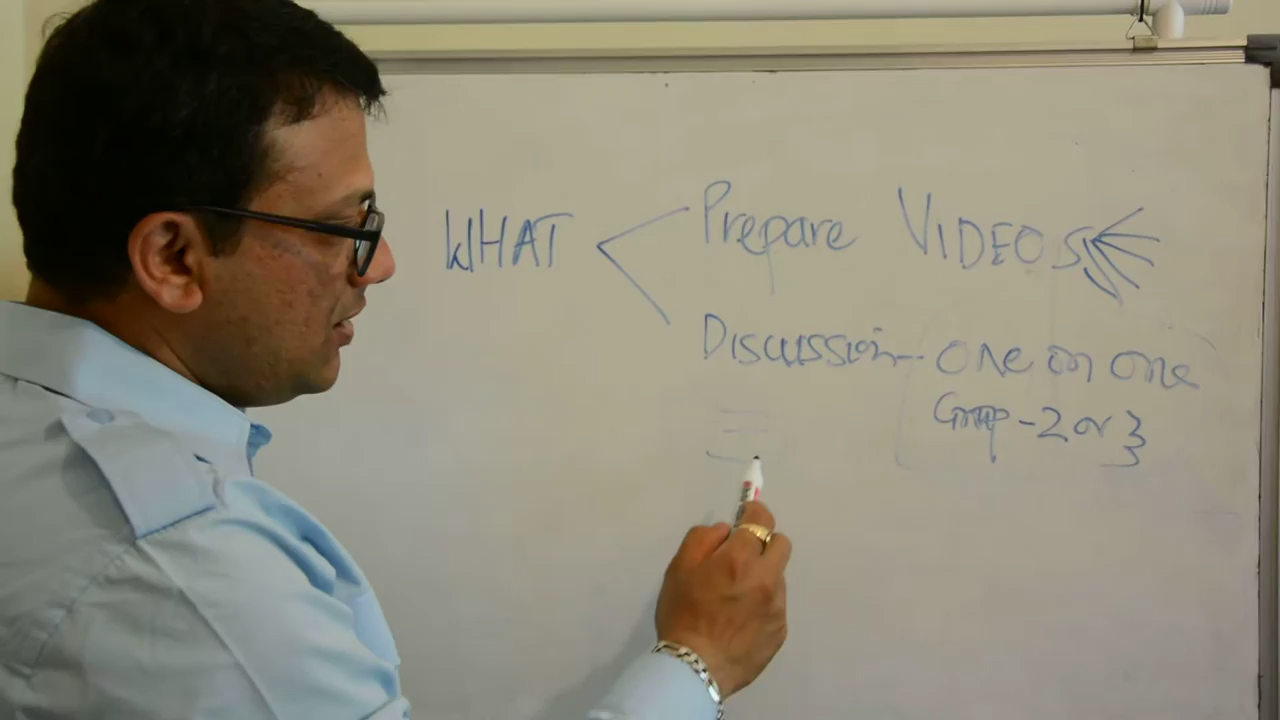 WHAT < Prepare VIDEOS
Discussion - One on one
Group - 2 or 3